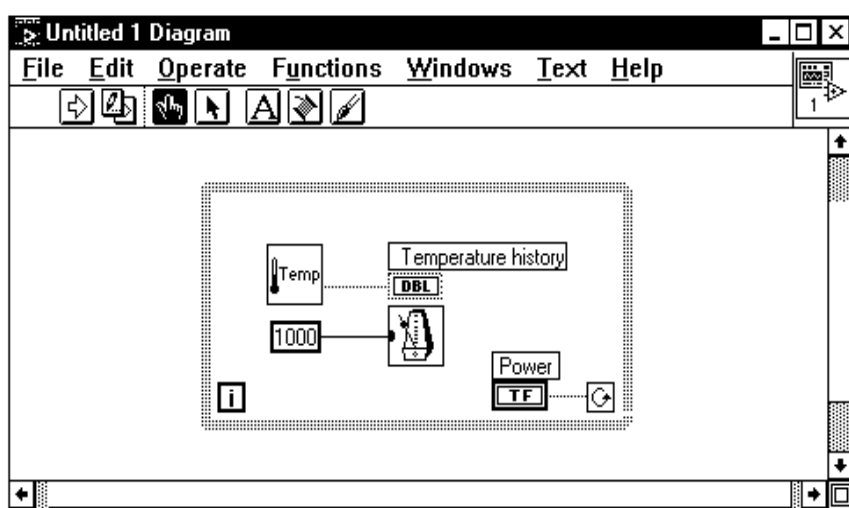 Untitled 1 Diagram
File Edit Operate Functions Windows Text Help
A
1
Temperature history
Temp
DBL
1000
Power
TF
i